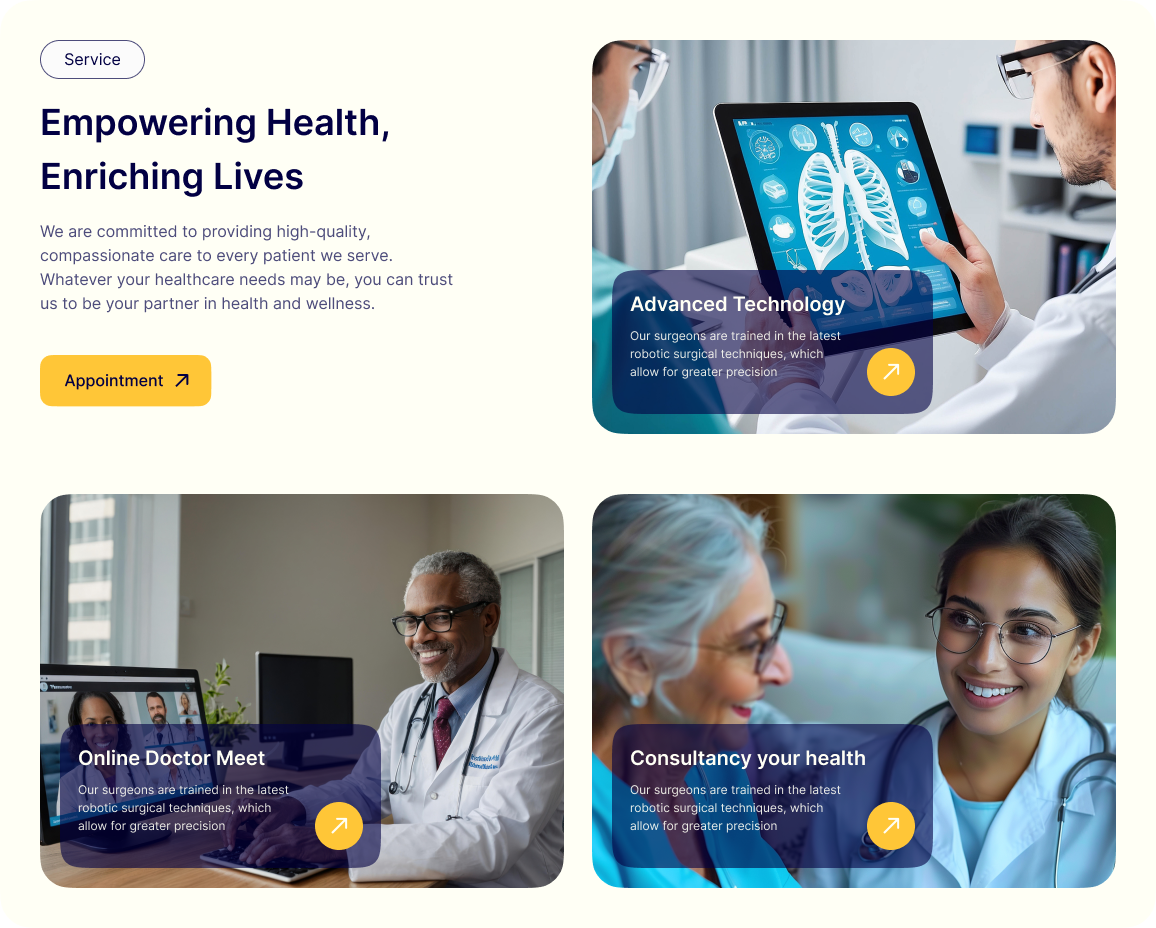 Service
Empowering Health,
Enriching Lives
We are committed to providing high-quality,
compassionate care to every patient we serve.
Whatever your healthcare needs may be, you can trust
us to be your partner in health and wellness.
Appointment
Advanced Technology
Our surgeons are trained in the latest
robotic surgical techniques, which
allow for greater precision
Online Doctor Meet
Our surgeons are trained in the latest
robotic surgical techniques, which
allow for greater precision
Consultancy your health
Our surgeons are trained in the latest
robotic surgical techniques, which
allow for greater precision